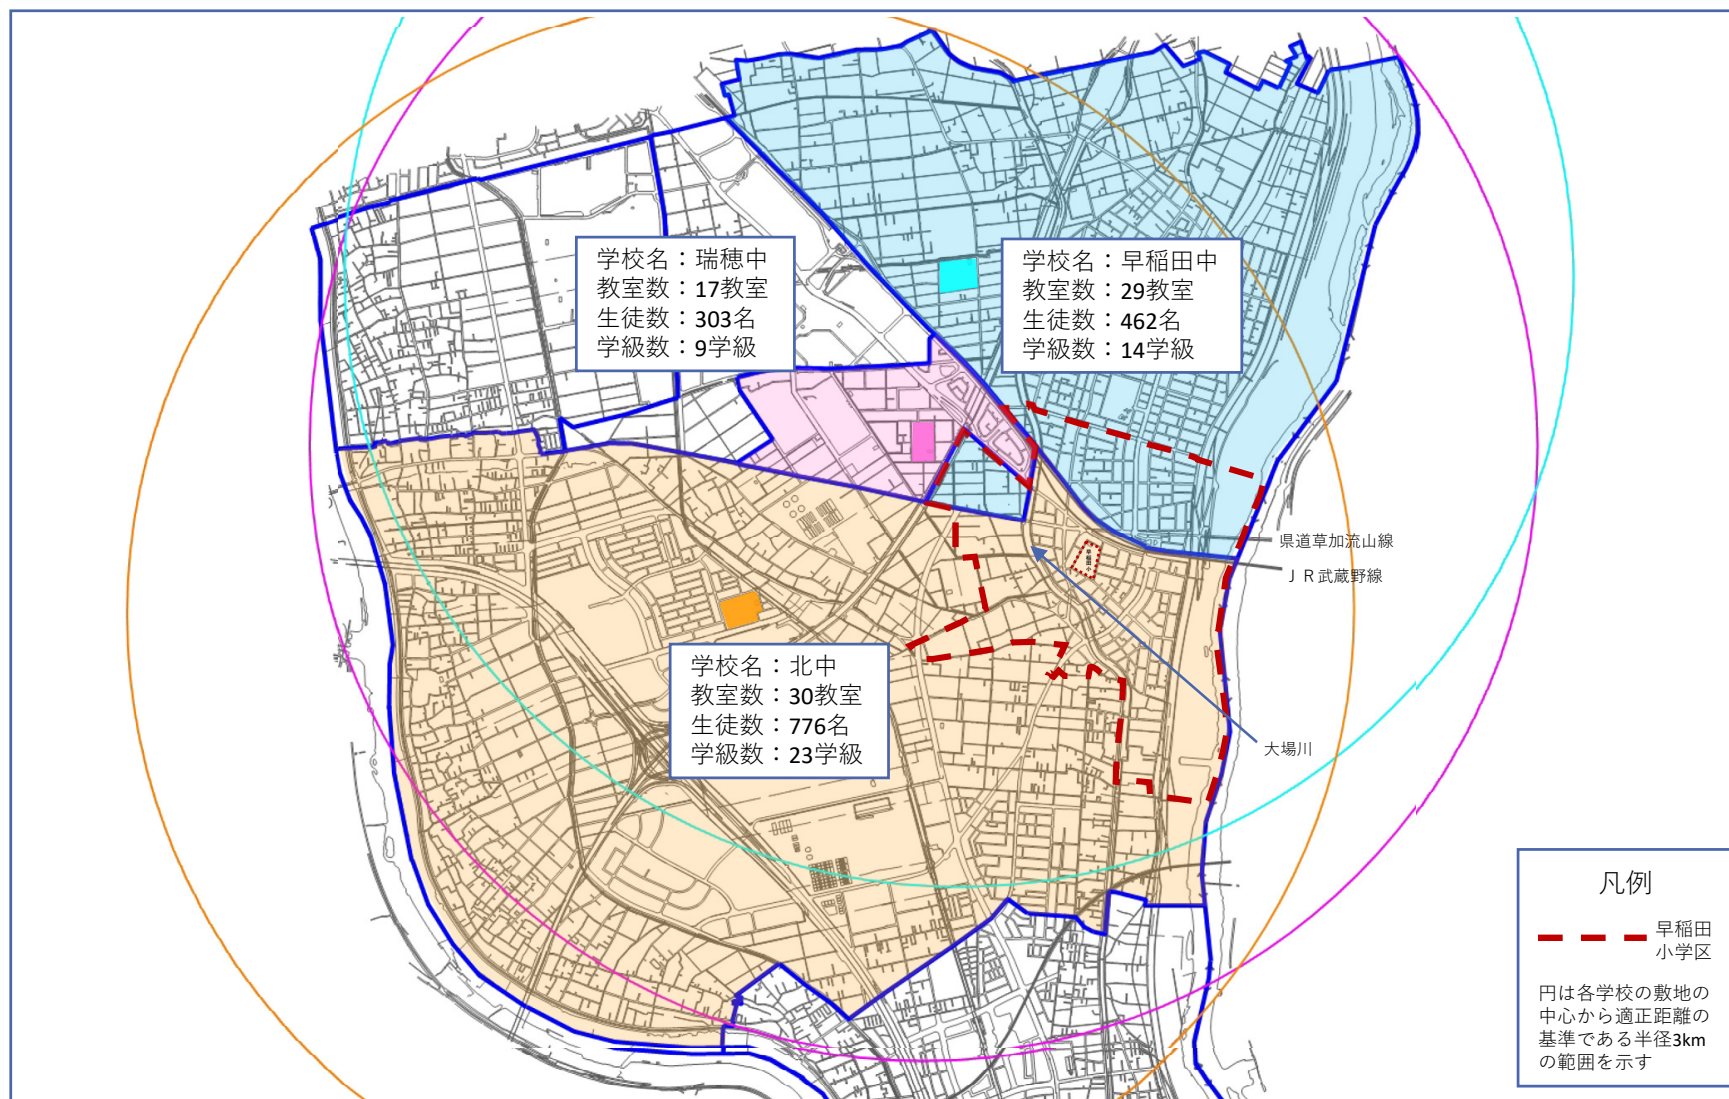 学校名：瑞穂中
教室数：17教室
生徒数：303名
学級数：9学級
学校名：早稲田中
教室数：29教室
生徒数：462名
学級数：14学級
県道草加流山線
ＪＲ武蔵野線
早稲田小
学校名：北中
教室数：30教室
生徒数：776名
学級数：23学級
大場川
凡例
早稲田
小学区
円は各学校の敷地の
中心から適正距離の
基準である半径3km
の範囲を示す